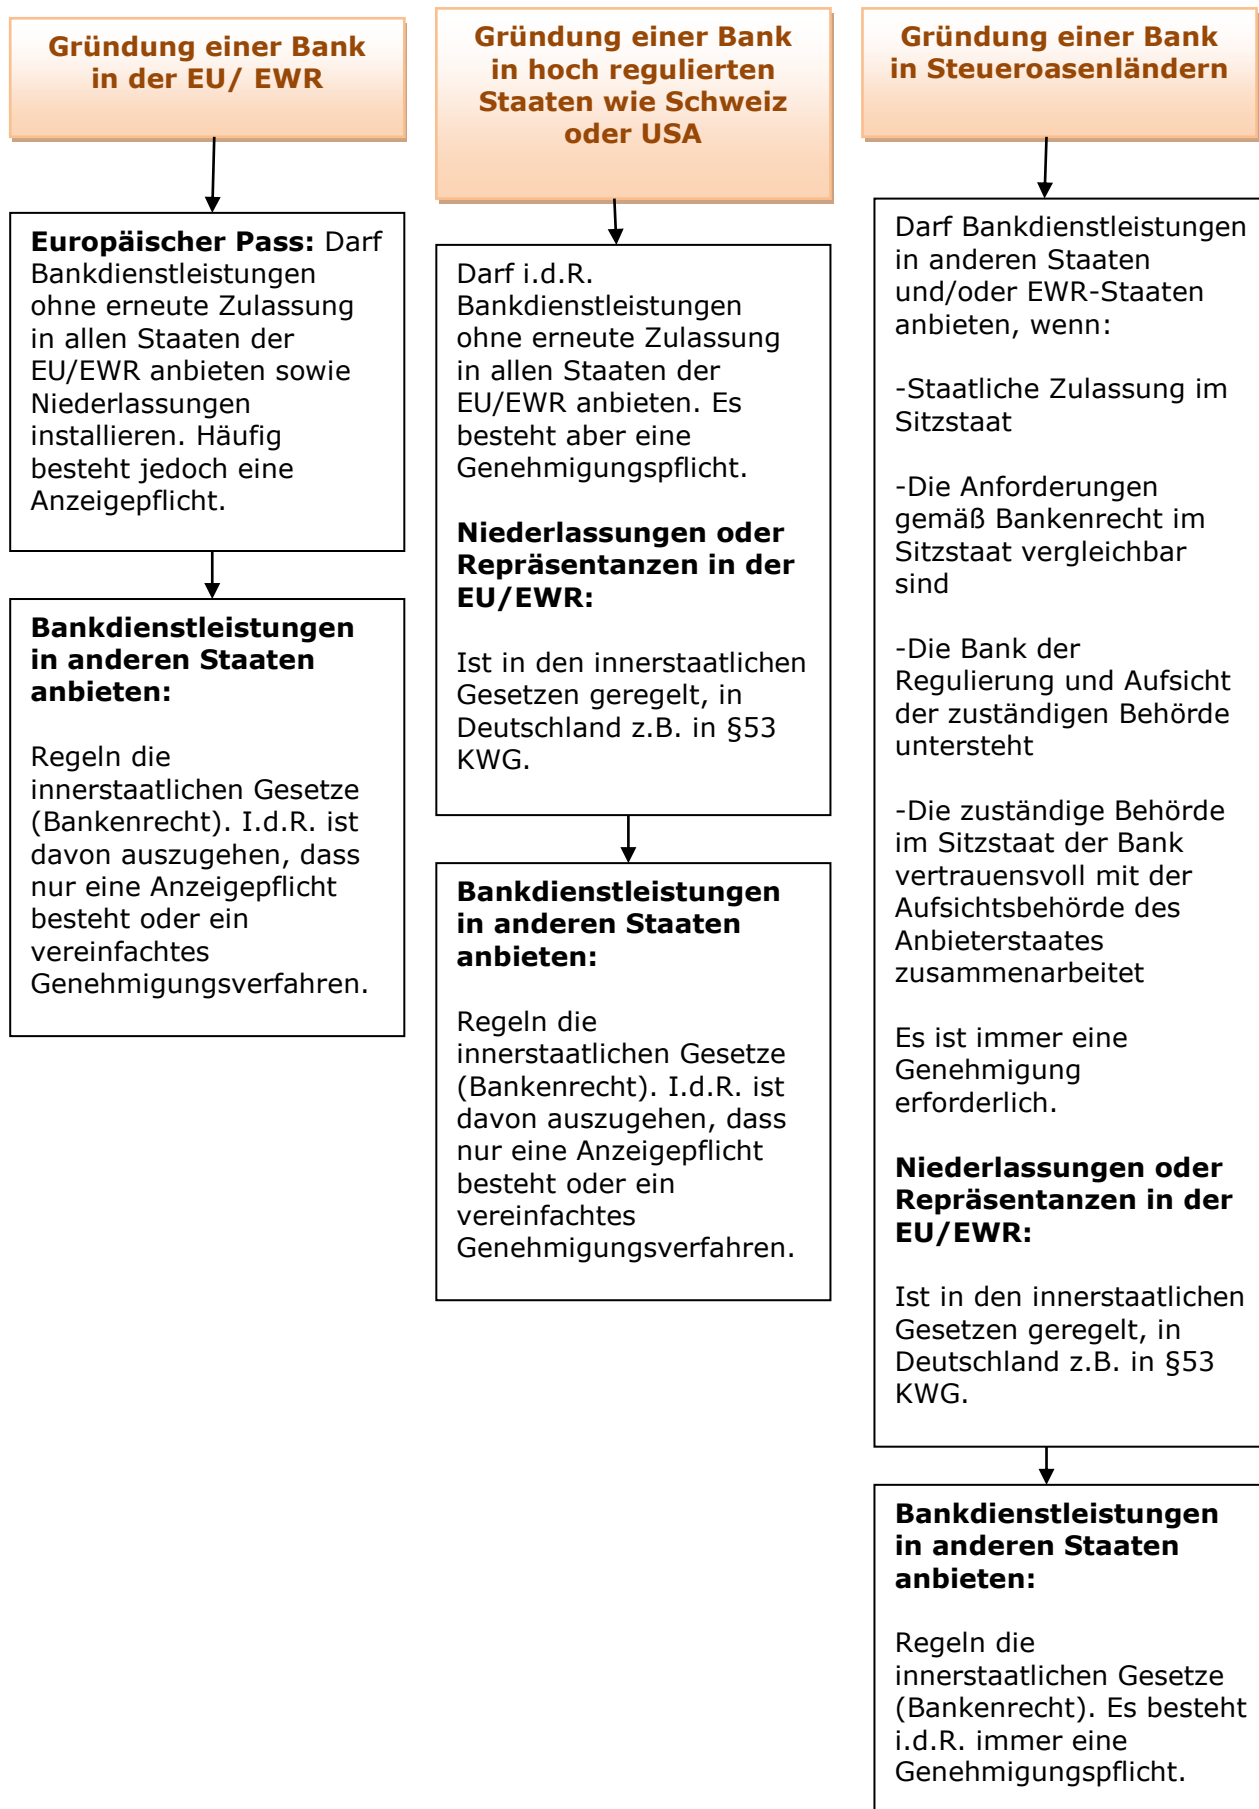 Gründung einer Bank
in der EU/ EWR
Europäischer Pass: Darf
Bankdienstleistungen
ohne erneute Zulassung
in allen Staaten der
EU/EWR anbieten sowie
Niederlassungen
installieren. Häufig
besteht jedoch eine
Anzeigepflicht.
Bankdienstleistungen
in anderen Staaten
anbieten:
Regeln die
innerstaatlichen Gesetze
(Bankenrecht). I.d.R. ist
davon auszugehen, dass
nur eine Anzeigepflicht
besteht oder ein
vereinfachtes
Genehmigungsverfahren.
Gründung einer Bank
in hoch regulierten
Staaten wie Schweiz
oder USA
Darf i.d.R.
Bankdienstleistungen
ohne erneute Zulassung
in allen Staaten der
EU/EWR anbieten. Es
besteht aber eine
Genehmigungspflicht.
Niederlassungen oder
Repräsentanzen in der
EU/EWR:
Ist in den innerstaatlichen
Gesetzen geregelt, in
Deutschland z.B. in §53
KWG.
Bankdienstleistungen
in anderen Staaten
anbieten:
Regeln die
innerstaatlichen Gesetze
(Bankenrecht). I.d.R. ist
davon auszugehen, dass
nur eine Anzeigepflicht
besteht oder ein
vereinfachtes
Genehmigungsverfahren.
Gründung einer Bank
in Steueroasenländern
Darf Bankdienstleistungen
in anderen Staaten
und/oder EWR-Staaten
anbieten, wenn:
-Staatliche Zulassung im
Sitzstaat
-Die Anforderungen
gemäß Bankenrecht im
Sitzstaat vergleichbar
sind
-Die Bank der
Regulierung und Aufsicht
der zuständigen Behörde
untersteht
-Die zuständige Behörde
im Sitzstaat der Bank
vertrauensvoll mit der
Aufsichtsbehörde des
Anbieterstaates
zusammenarbeitet
Es ist immer eine
Genehmigung
erforderlich.
Niederlassungen oder
Repräsentanzen in der
EU/EWR:
Ist in den innerstaatlichen
Gesetzen geregelt, in
Deutschland z.B. in §53
KWG.
Bankdienstleistungen
in anderen Staaten
anbieten:
Regeln die
innerstaatlichen Gesetze
(Bankenrecht). Es besteht
i.d.R. immer eine
Genehmigungspflicht.